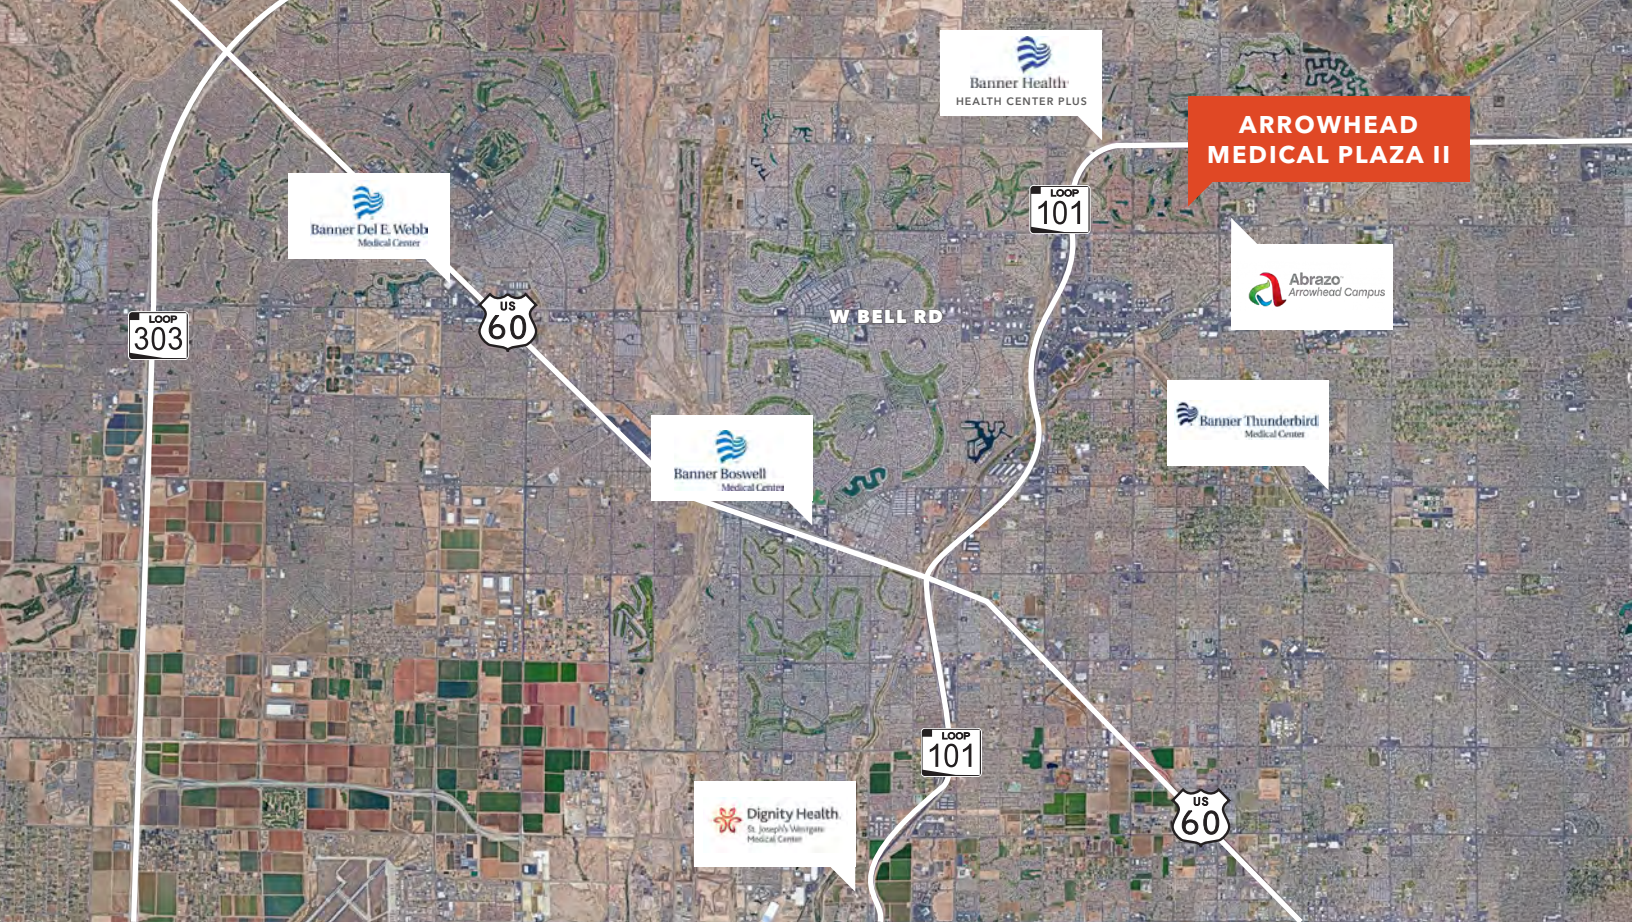 Banner Health
HEALTH CENTER PLUS
ARROWHEAD
MEDICAL PLAZA II
LOOP
101
Banner Del E. Webb
Medical Center
Abrazo™
Arrowhead Campus
US
60
LOOP
303
W BELL RD
Banner Thunderbird
Medical Center
Banner Boswell
Medical Center
LOOP
101
US
60
Dignity Health
St. Joseph's Westgate
Medical Center